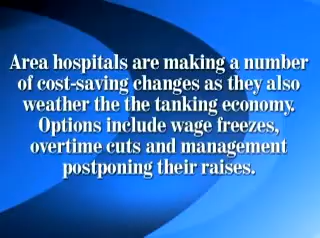 Area hospitals are making a number
of cost-saving changes as they also
weather the the tanking economy.
Options include wage freezes,
overtime cuts and management
postponing their raises.